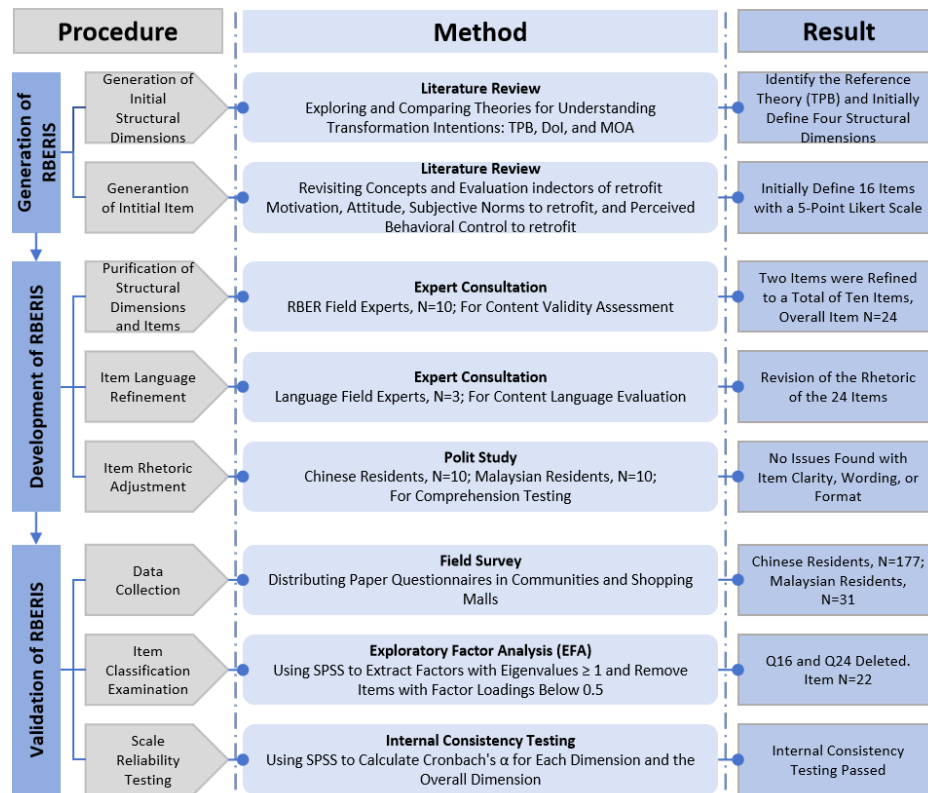 Procedure
Method
Result
Generation of
RBERIS
Generation of
Initial
Structural
Dimensions
Literature Review
Exploring and Comparing Theories for Understanding
Transformation Intentions: TPB, DoI, and MOA
Identify the Reference
Theory (TPB) and Initially
Define Four Structural
Dimensions
Generantion
of Intitial Item
Literature Review
Revisiting Concepts and Evaluation indectors of retrofit
Motivation, Attitude, Subjective Norms to retrofit, and Perceived
Behavioral Control to retrofit
Initially Define 16 Items
with a 5-Point Likert Scale
Development of RBERIS
Purification of
Structural
Dimensions
and Items
Expert Consultation
RBER Field Experts, N=10; For Content Validity Assessment
Two Items were Refined
to a Total of Ten Items,
Overall Item N=24
Item Language
Refinement
Expert Consultation
Language Field Experts, N=3; For Content Language Evaluation
Revision of the Rhetoric
of the 24 Items
Item Rhetoric
Adjustment
Polit Study
Chinese Residents, N=10; Malaysian Residents, N=10;
For Comprehension Testing
No Issues Found with
Item Clarity, Wording, or
Format
Validation of RBERIS
Data
Collection
Field Survey
Distributing Paper Questionnaires in Communities and Shopping
Malls
Chinese Residents, N=177;
Malaysian Residents,
N=31
Item
Classification
Examination
Exploratory Factor Analysis (EFA)
Using SPSS to Extract Factors with Eigenvalues ≥ 1 and Remove
Items with Factor Loadings Below 0.5
Q16 and Q24 Deleted.
Item N=22
Scale
Reliability
Testing
Internal Consistency Testing
Using SPSS to Calculate Cronbach's α for Each Dimension and the
Overall Dimension
Internal Consistency
Testing Passed